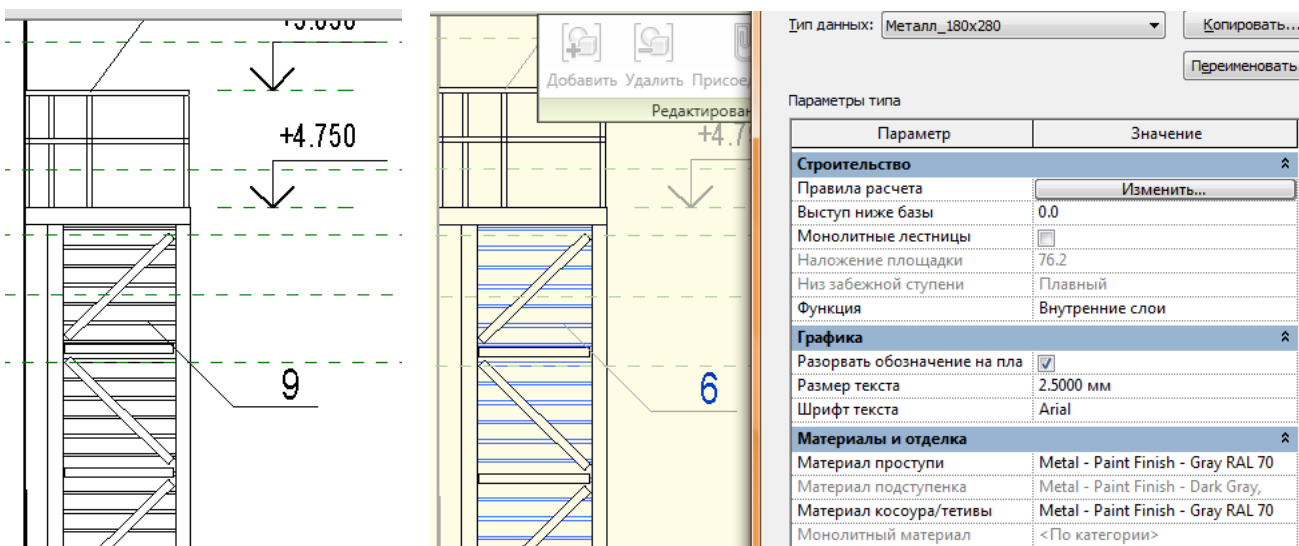 +4.750
9
Добавить Удалить
6
Тип данных: Металл_180x280
Копировать...
Переименовать
Параметры типа
Параметр Значение
Строительство
Правила расчета Изменить...
Выступ ниже базы 0.0
Монолитные лестницы
Наложение площадки 76.2
Низ забежной ступени Плавный
Функция Внутренние слои
Графика
Разорвать обозначение на пла
Размер текста 2.5000 мм
Шрифт текста Arial
Материалы и отделка
Материал проступи Metal - Paint Finish - Gray RAL 70
Материал подступенка Metal - Paint Finish - Dark Gray,
Материал косоура/тетивы Metal - Paint Finish - Gray RAL 70
Монолитный материал <По категории>